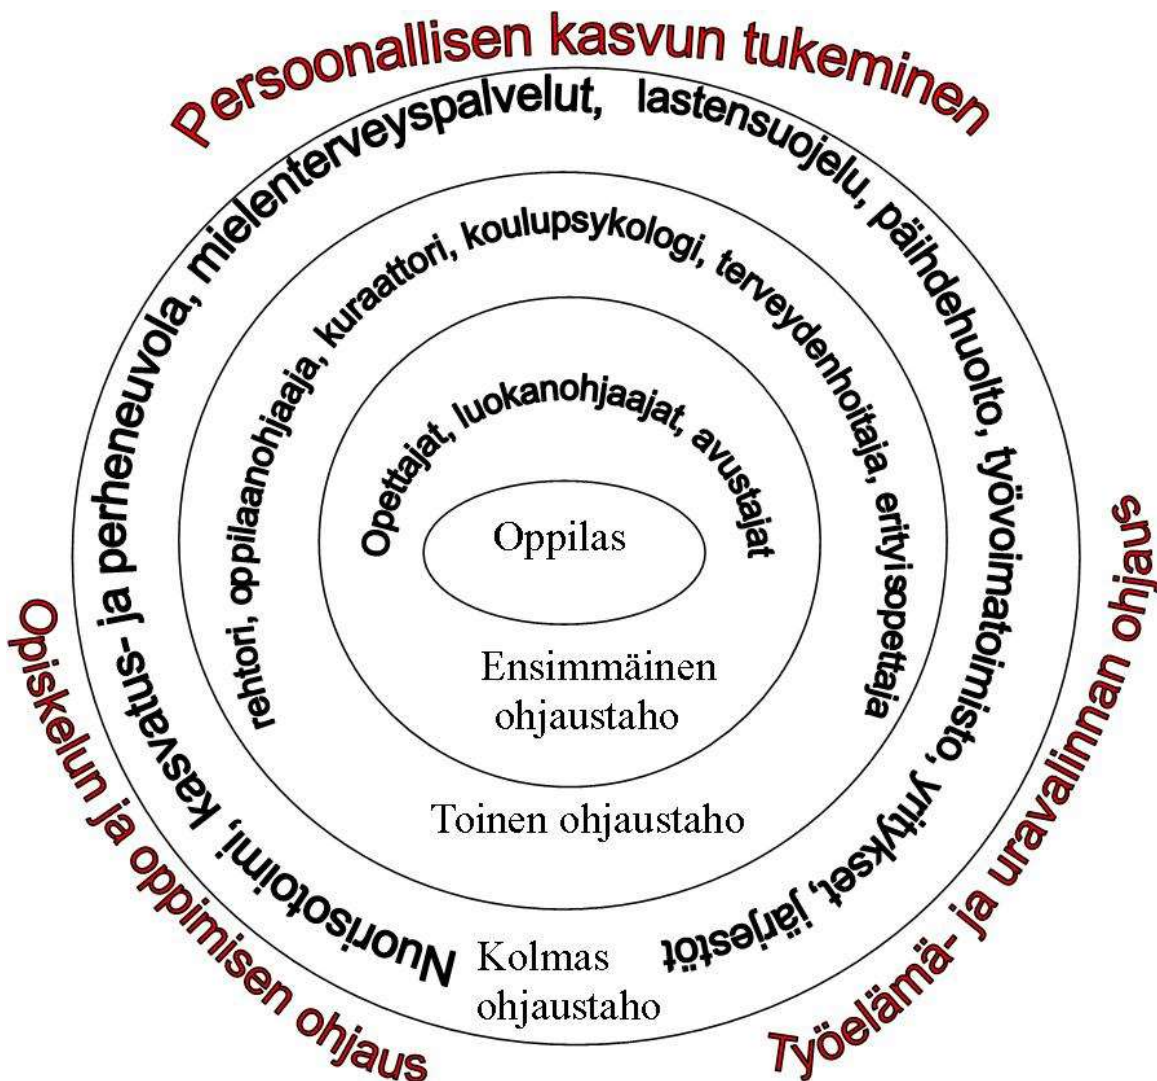 Persoonallisen kasvun tukeminen
Nuorisotoimi, kasvatus- ja perheneuvola, mielenterveyspalvelut, lastensuojelu, päihdehuolto, työvoimatoimisto, yritykset, järjestöt
rehtori, oppilaanohjaaja, kuraattori, koulupsykologi, terveydenhoitaja, erityisopettaja
Opettajat, luokanohjaajat, avustajat
Oppilas
Ensimmäinen
ohjaustaho
Toinen ohjaustaho
Kolmas
ohjaustaho
Opiskelun ja oppimisen ohjaus
Työelämä- ja uravalinnan ohjaus